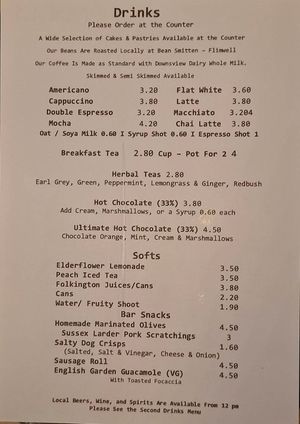 Drinks
Please Order at the Counter
A Wide Selection of Cakes & Pastries Available at the Counter
Our Beans Are Roasted Locally at Bean Smitten – Flimwell
Our Coffee Is Made as Standard with Downsview Dairy Whole Milk.
Skimmed & Semi Skimmed Available
Americano 3.20 Flat White 3.60
Cappuccino 3.80 Latte 3.80
Double Espresso 3.20 Macchiato 3.204
Mocha 4.20 Chai Latte 3.80
Oat / Soya Milk 0.60 I Syrup Shot 0.60 I Espresso Shot 1
Breakfast Tea 2.80 Cup – Pot For 2 4
Herbal Teas 2.80
Earl Grey, Green, Peppermint, Lemongrass & Ginger, Redbush
Hot Chocolate (33%) 3.80
Add Cream, Marshmallows, or a Syrup 0.60 each
Ultimate Hot Chocolate (33%) 4.50
Chocolate Orange, Mint, Cream & Marshmallows
Softs
Elderflower Lemonade 3.50
Peach Iced Tea 3.50
Folkington Juices/Cans 3.80
Cans 2.20
Water/ Fruity Shoot 1.90
Bar Snacks
Homemade Marinated Olives 4.50
Sussex Larder Pork Scratchings 3
Salty Dog Crisps 1.60
(Salted, Salt & Vinegar, Cheese & Onion)
Sausage Roll 4.50
English Garden Guacamole (VG) 4.50
With Toasted Focaccia
Local Beers, Wine, and Spirits Are Available From 12 pm
Please See the Second Drinks Menu